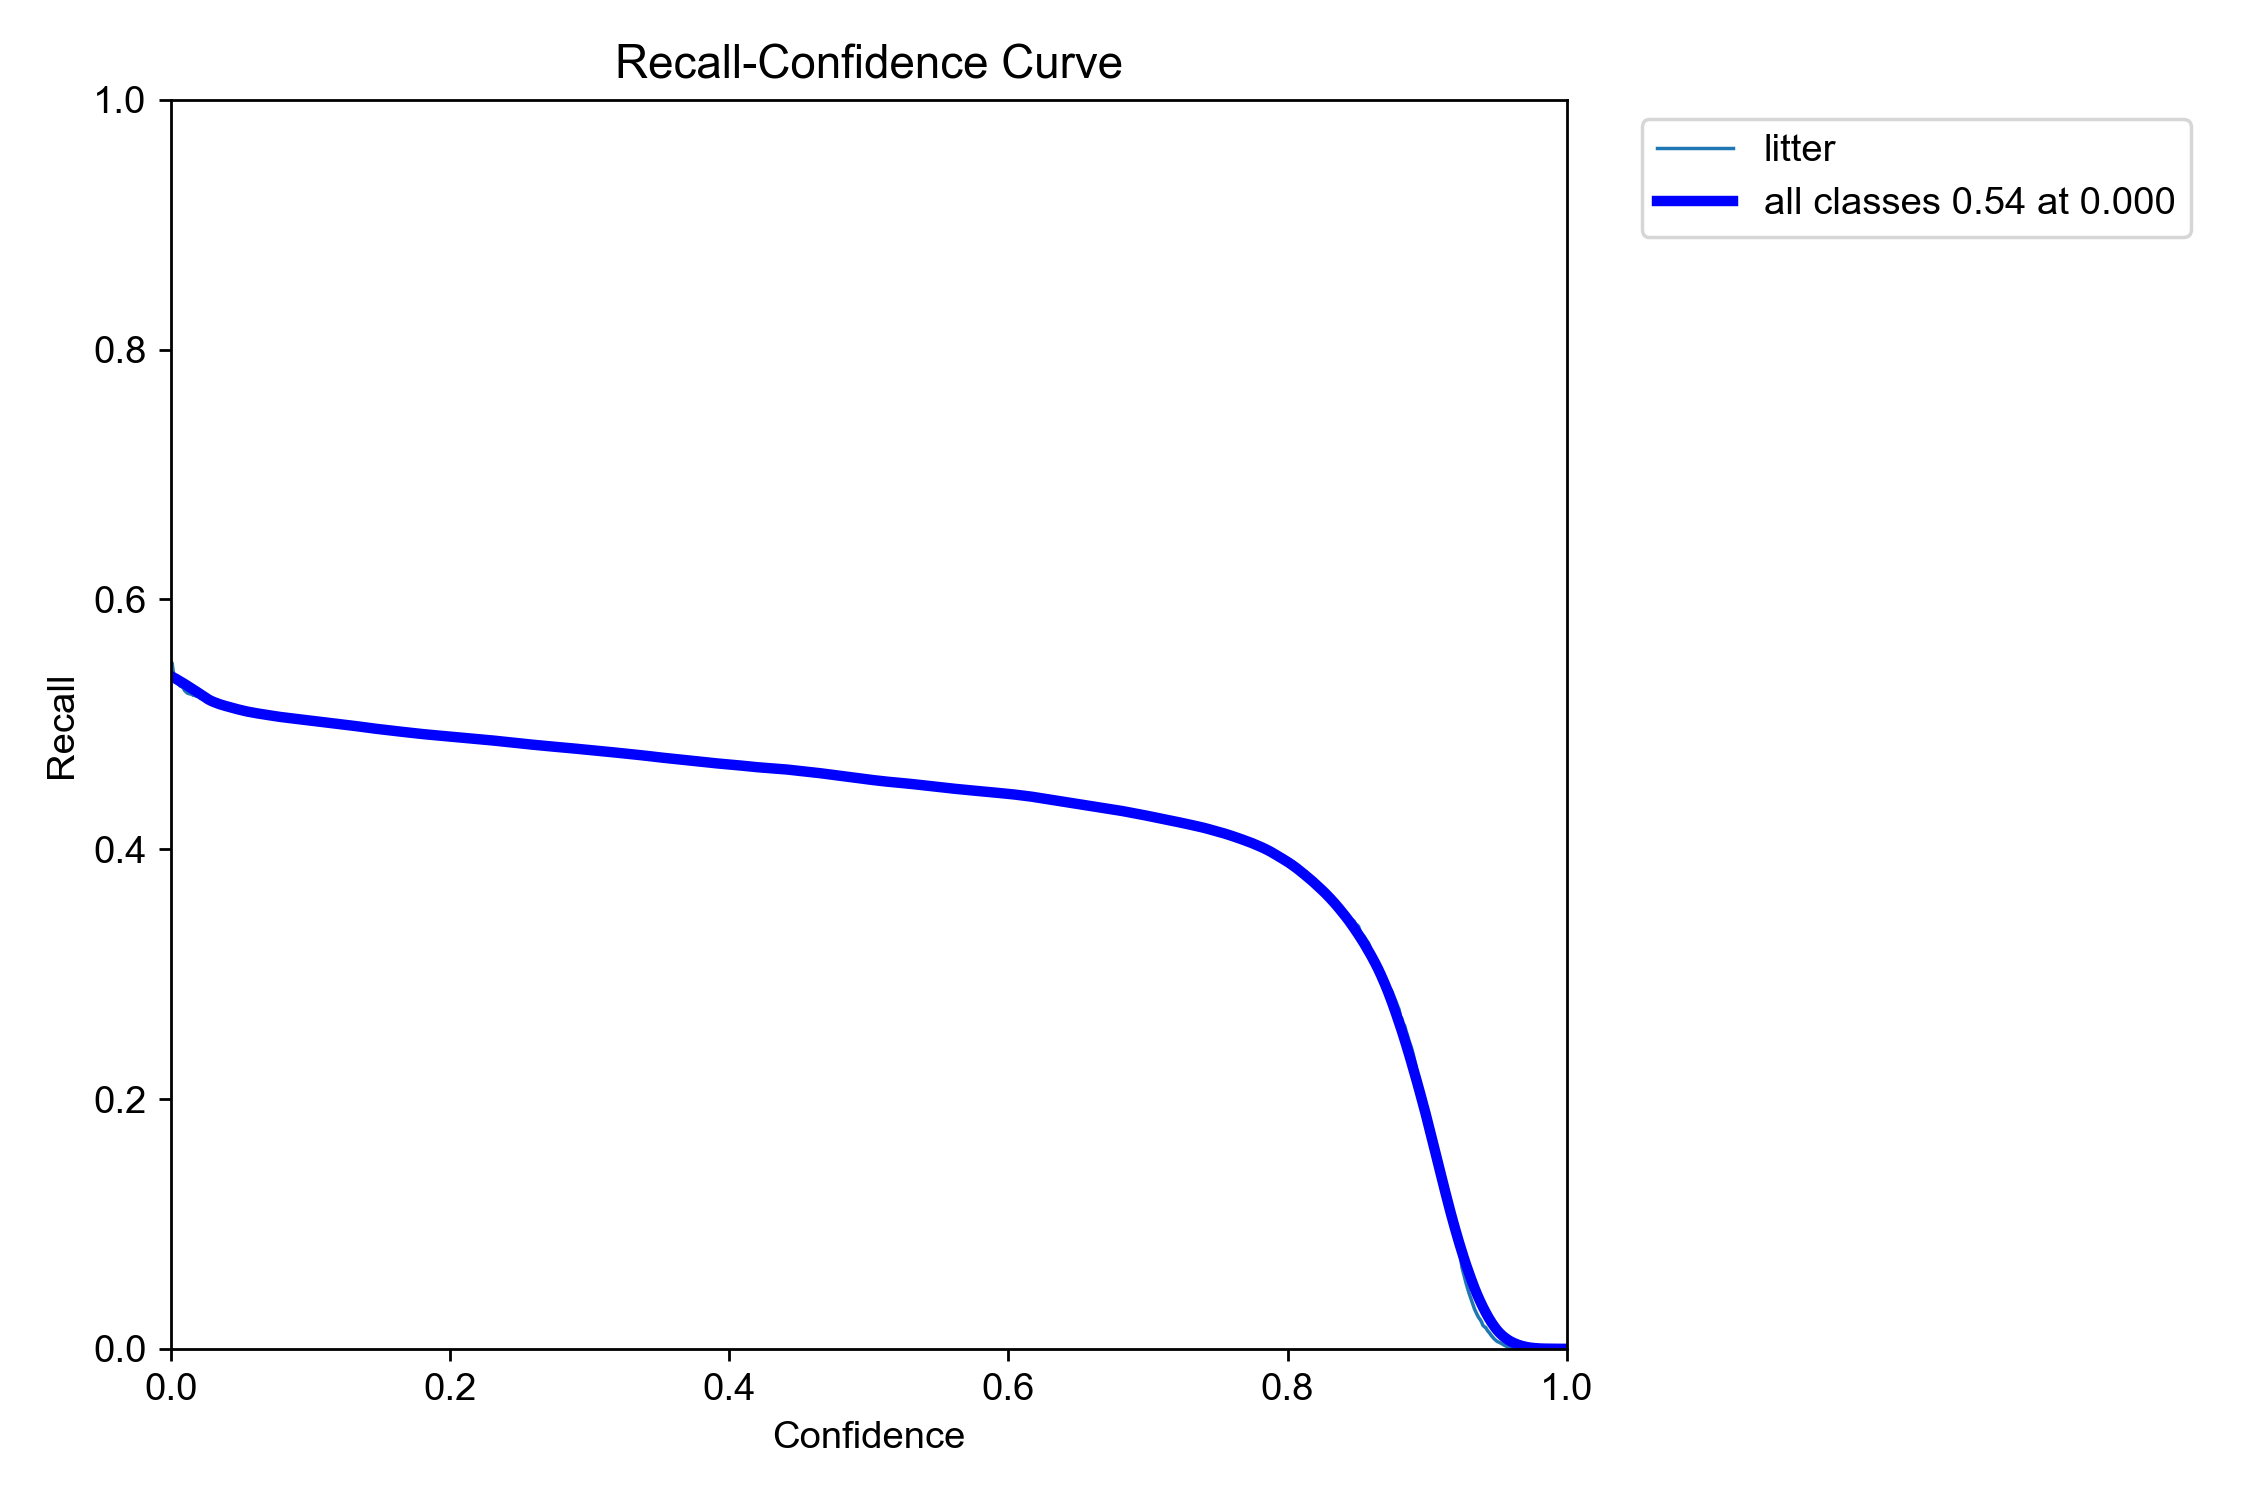 Recall-Confidence Curve
litter
all classes 0.54 at 0.000
1.0
0.8
0.6
0.4
0.2
0.0
Recall
0.0 0.2 0.4 0.6 0.8 1.0
Confidence